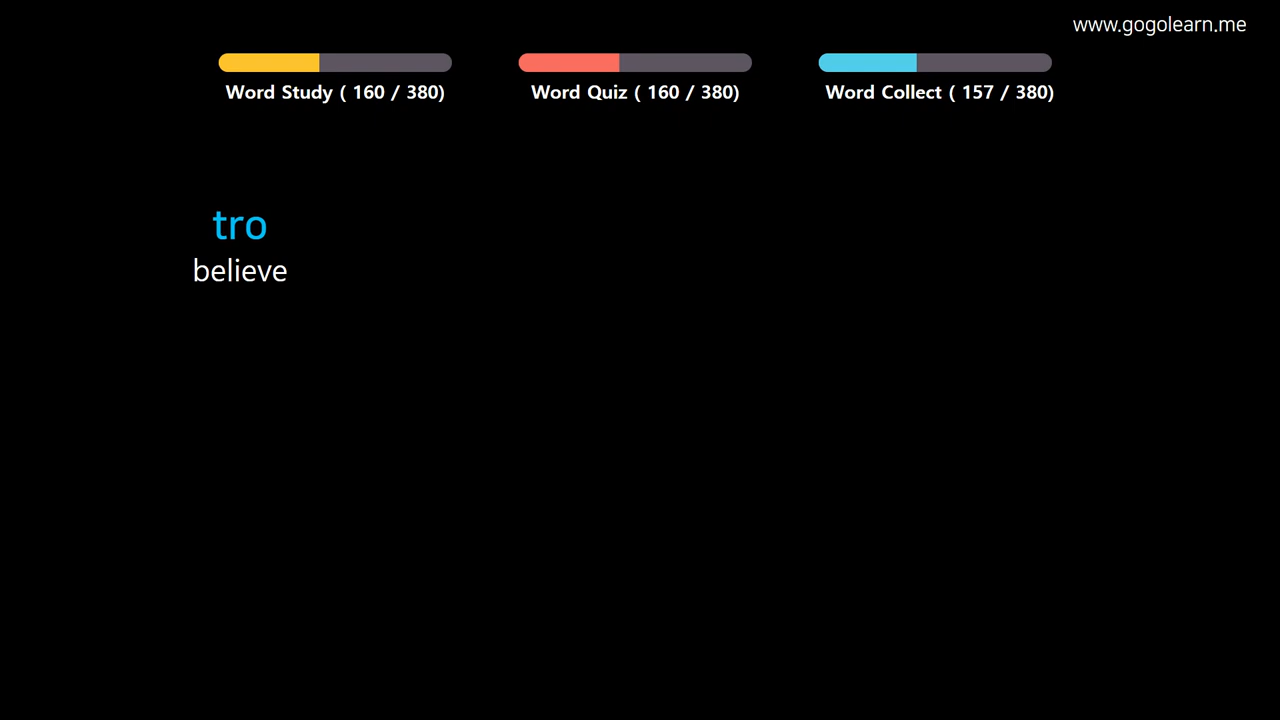 www.gogolearn.me
Word Study ( 160 / 380)
Word Quiz ( 160 / 380)
Word Collect ( 157 / 380)
tro
believe